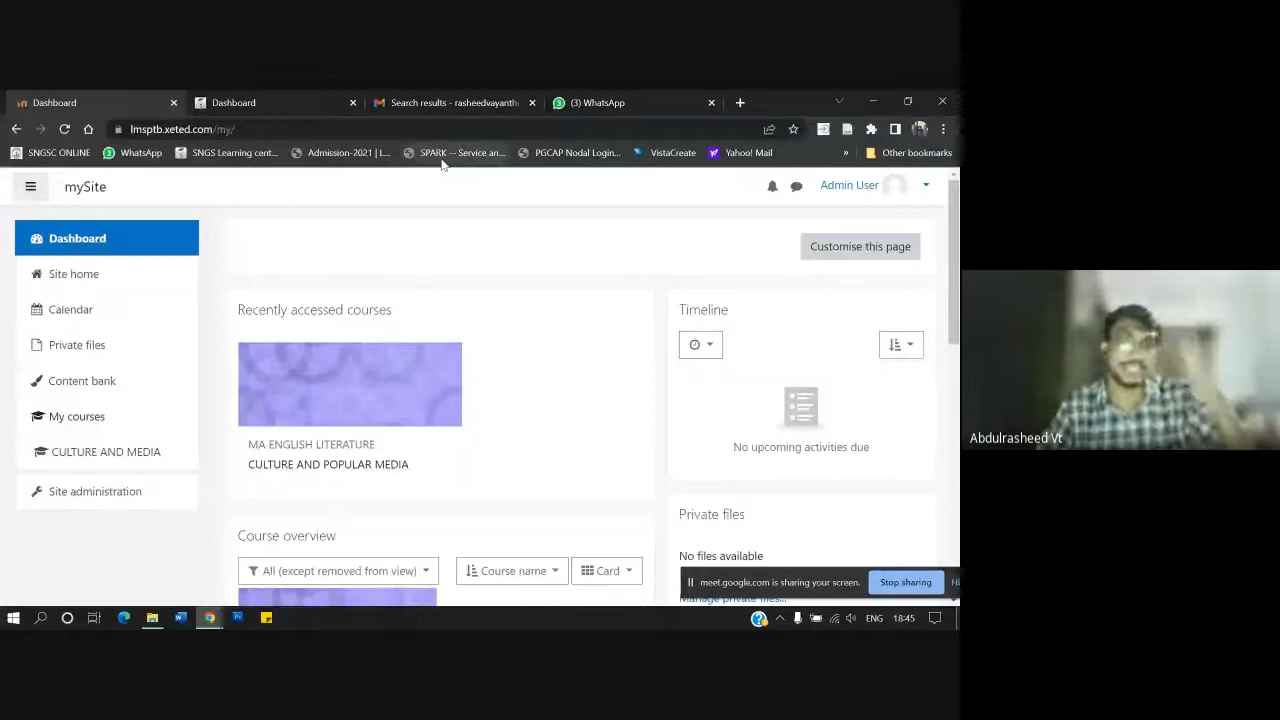 Dashboard
Dashboard
Search results - rasheedvayanth
(3) WhatsApp
lmsptb.xeted.com/my/
SNGSC ONLINE
WhatsApp
SNGS Learning cent...
Admission-2021 | L...
SPARK -- Service an...
PGCAP Nodal Login...
VistaCreate
Yahoo! Mail
»
Other bookmarks
mySite
Admin User
Dashboard
Site home
Calendar
Private files
Content bank
My courses
CULTURE AND MEDIA
Site administration
Customise this page
Recently accessed courses
MA ENGLISH LITERATURE
CULTURE AND POPULAR MEDIA
Course overview
All (except removed from view)
Course name
Card
Timeline
No upcoming activities due
Private files
No files available
meet.google.com is sharing your screen.
Stop sharing
Hi
Manage private files...
ENG
18:45
Abdulrasheed Vt